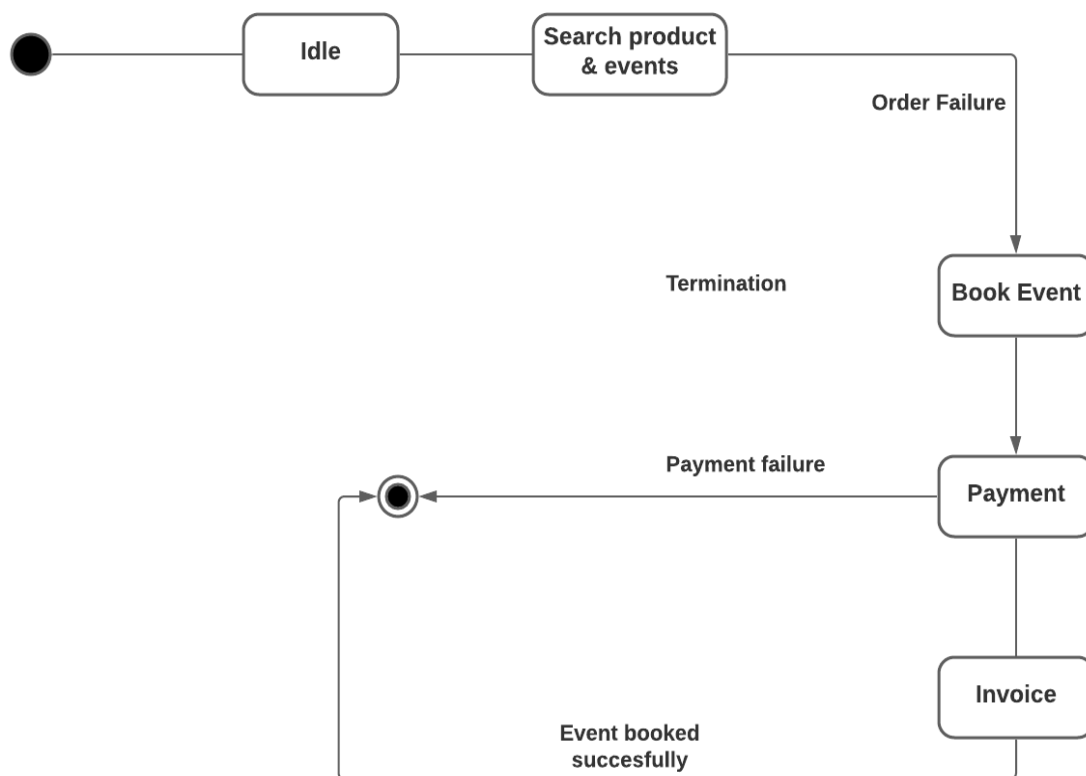 Idle
Search product
& events
Order Failure
Termination
Book Event
Payment failure
Payment
Invoice
Event booked
succesfully